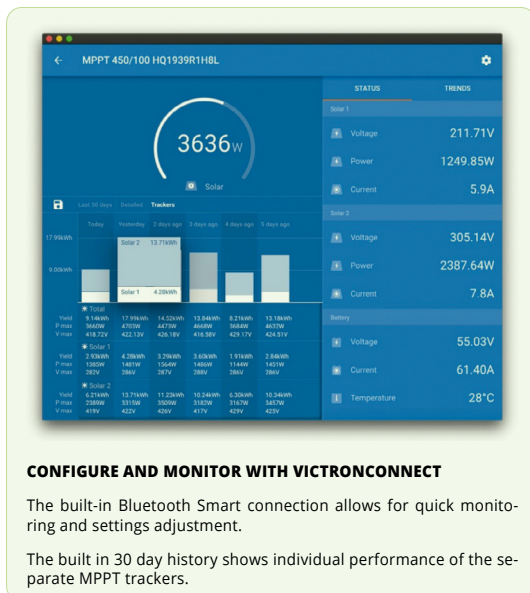 MPPT 450/100 HQ1939R1H8L
3636W
Solar
Last 30 days Detailed Trackers
Today Yesterday 2 days ago 3 days ago 4 days ago 5 days ago
17.99kWh
9.00kWh
Solar 2 13.71kWh
Solar 1 4.28kWh
Total
Yield 9.14kWh 17.99kWh 14.52kWh 13.84kWh 8.21kWh 13.18kWh
P max 3660W 4703W 4473W 4668W 3684W 4632W
V max 418.72V 422.13V 426.18V 416.58V 429.17V 424.51V
Solar 1
Yield 2.93kWh 4.28kWh 3.29kWh 3.60kWh 1.91kWh 2.84kWh
P max 1385W 1481W 1564W 1486W 1144W 1451W
V max 282V 286V 287V 288V 286V 286V
Solar 2
Yield 6.21kWh 13.71kWh 11.23kWh 10.24kWh 6.30kWh 10.34kWh
P max 2389W 3315W 3509W 3182W 3167W 3457W
V max 419V 422V 426V 417V 429V 425V
STATUS TRENDS
Solar 1
Voltage 211.71V
Power 1249.85W
Current 5.9A
Solar 2
Voltage 305.14V
Power 2387.64W
Current 7.8A
Battery
Voltage 55.03V
Current 61.40A
Temperature 28°C
CONFIGURE AND MONITOR WITH VICTRONCONNECT
The built-in Bluetooth Smart connection allows for quick monito-
ring and settings adjustment.
The built in 30 day history shows individual performance of the se-
parate MPPT trackers.